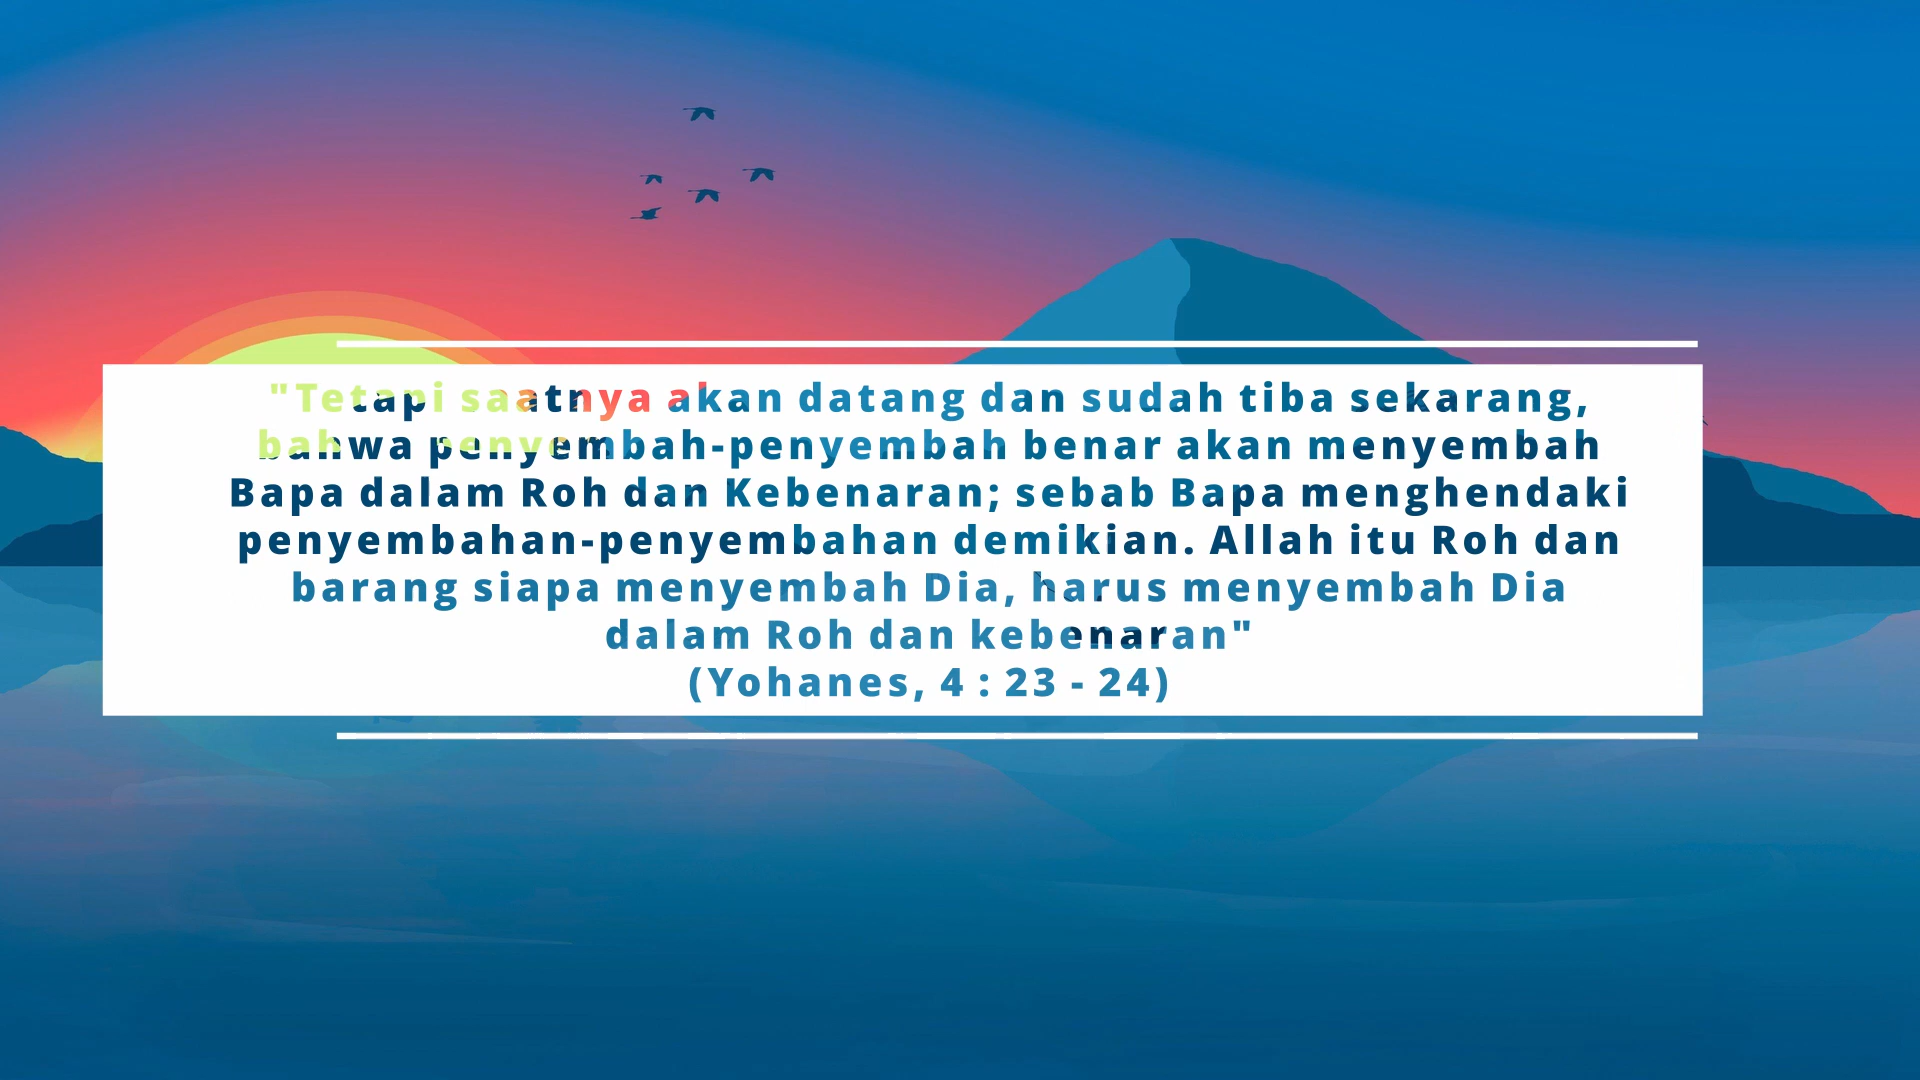 "Tetapi saatnya akan datang dan sudah tiba sekarang,
bahwa penyembah-penyembah benar akan menyembah
Bapa dalam Roh dan Kebenaran; sebab Bapa menghendaki
penyembahan-penyembahan demikian. Allah itu Roh dan
barang siapa menyembah Dia, harus menyembah Dia
dalam Roh dan kebenaran"
(Yohanes, 4 : 23 - 24)